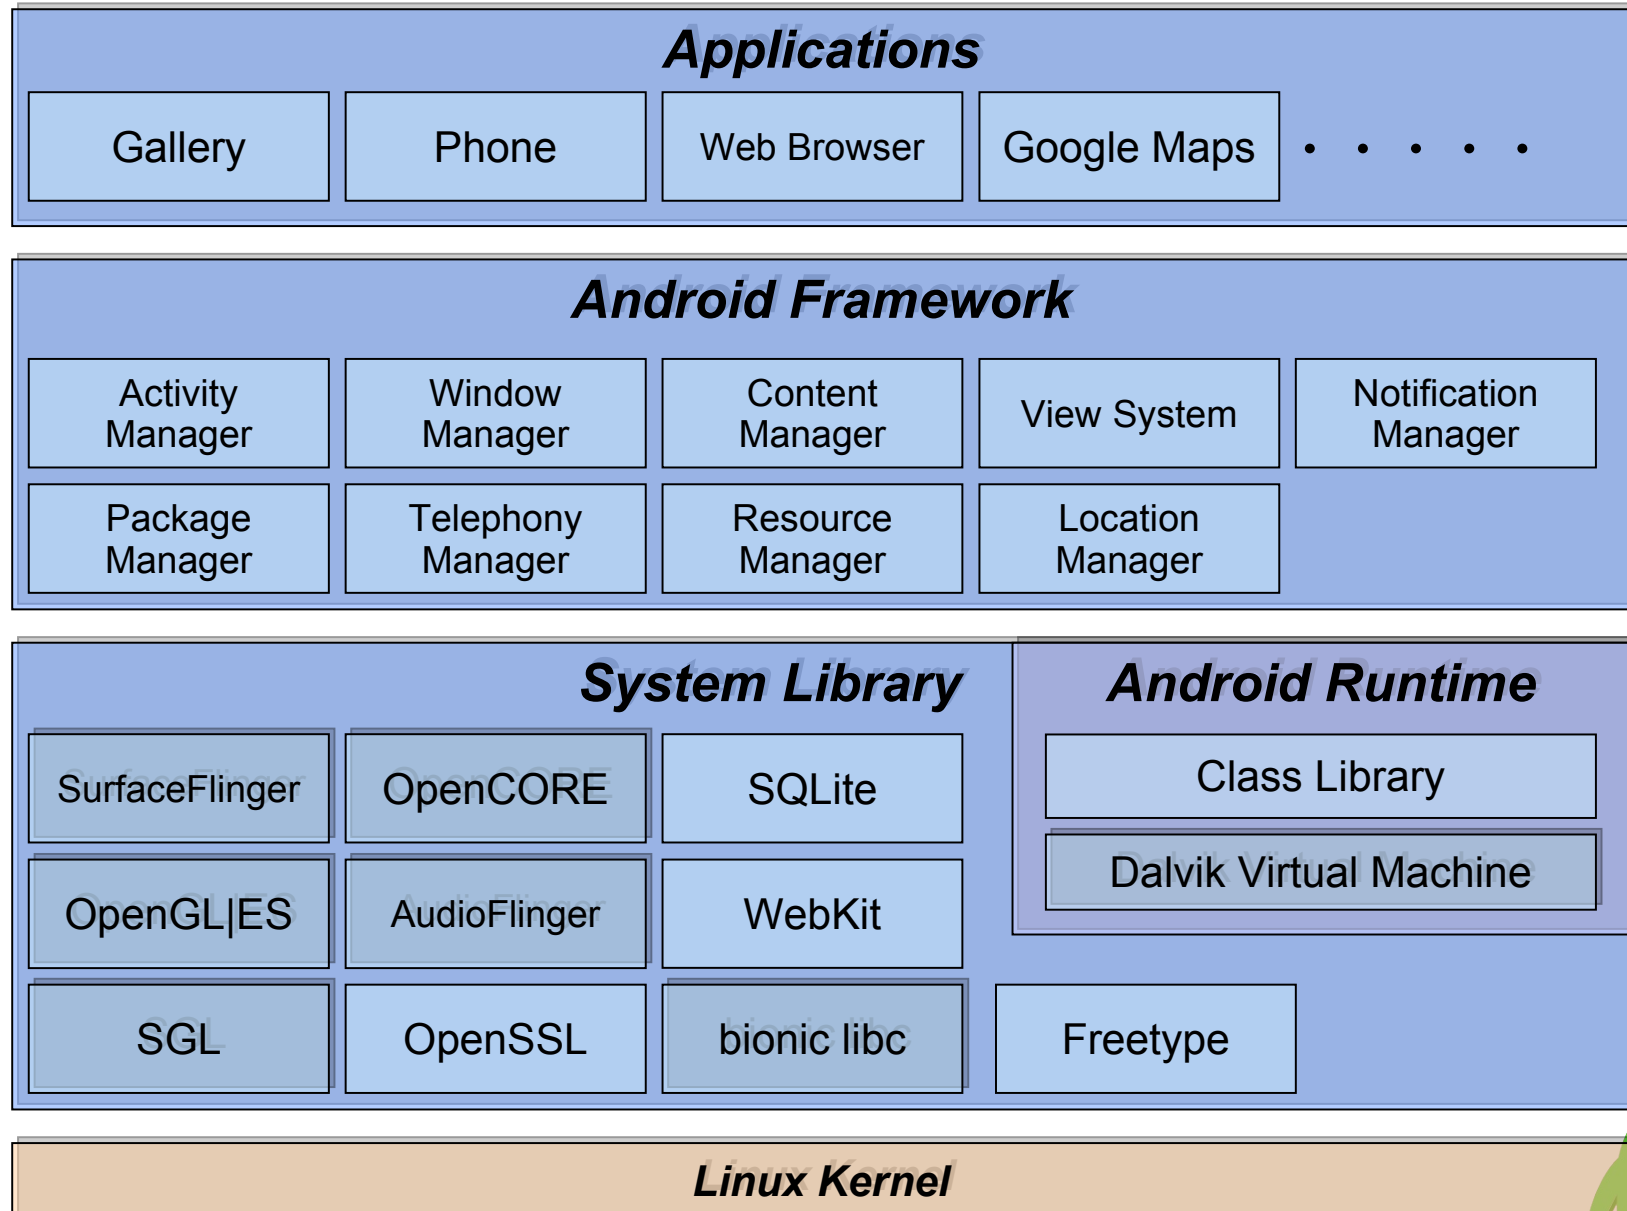 Applications
Gallery
Phone
Web Browser
Google Maps
. . . . .
Android Framework
Activity
Manager
Window
Manager
Content
Manager
View System
Notification
Manager
Package
Manager
Telephony
Manager
Resource
Manager
Location
Manager
System Library
Android Runtime
SurfaceFlinger
OpenCORE
SQLite
Class Library
Dalvik Virtual Machine
OpenGL|ES
AudioFlinger
WebKit
SGL
OpenSSL
bionic libc
Freetype
Linux Kernel